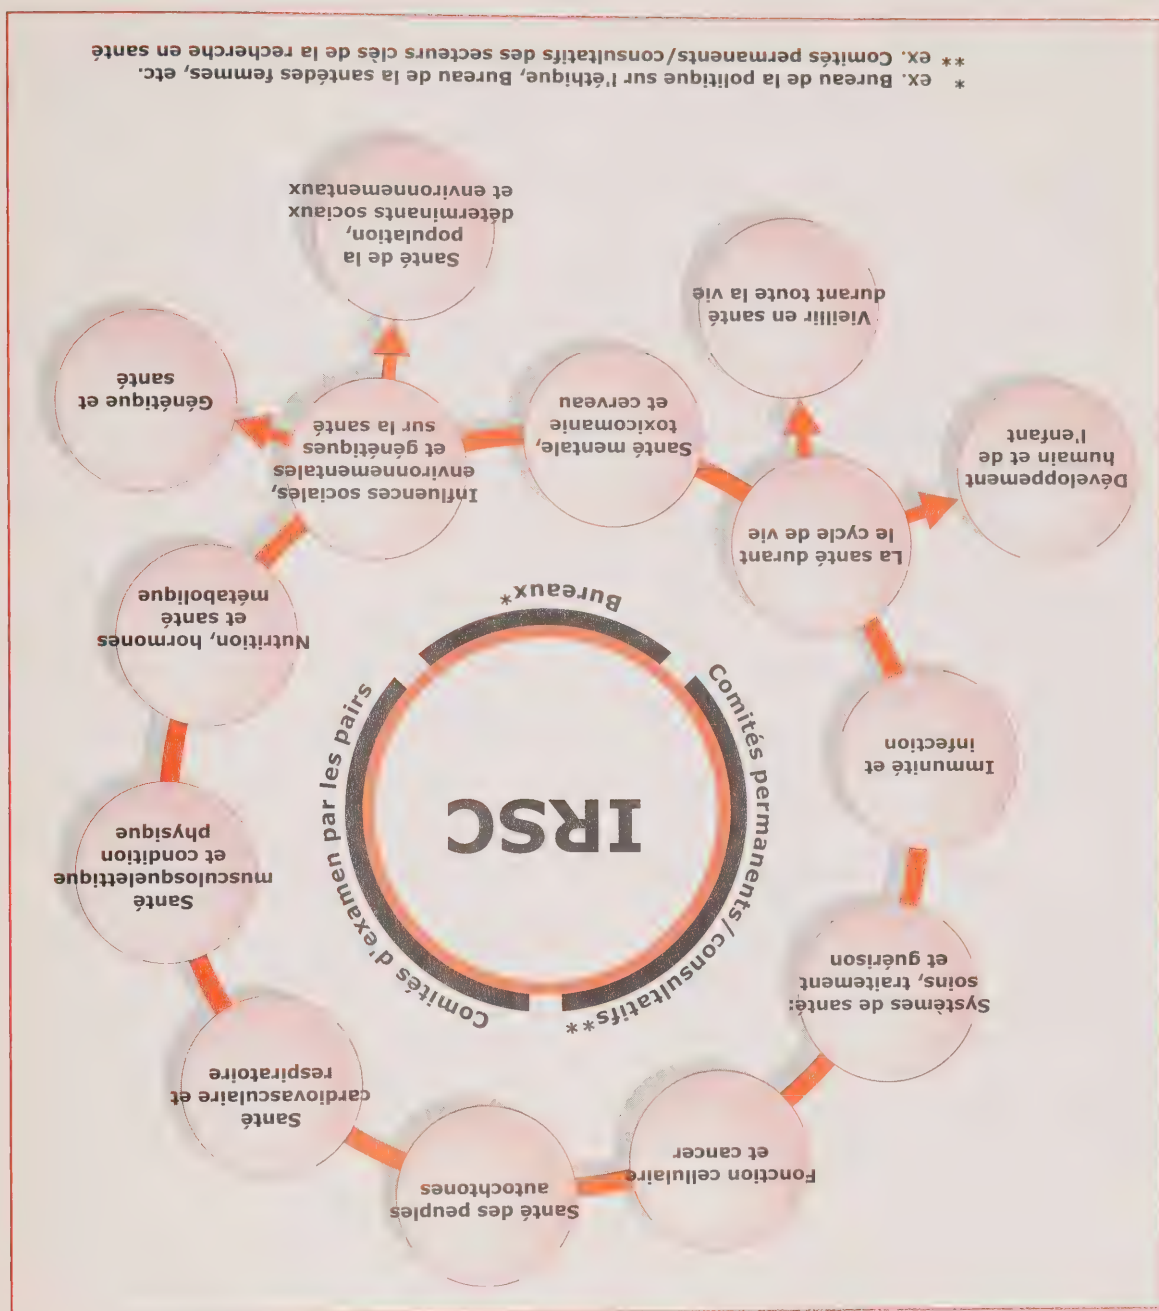 Santé des peuples
autochtones
Fonction cellulaire
et cancer
Santé
cardiovasculaire et
respiratoire
Systèmes de santé:
soins, traitement
et guérison
Comités permanents/consultatifs**
Comités d'examen par les pairs
IRSC
Bureaux*
Santé
musculosquelettique
et condition
physique
Immunité et
infection
Nutrition, hormones
et santé
métabolique
La santé durant
le cycle de vie
Influences sociales,
environnementales
et génétiques
sur la santé
Développement
humain et de
l'enfant
Santé mentale,
toxicomanie
et cerveau
Génétique et
santé
Vieillir en santé
durant toute la vie
Santé de la
population,
déterminants sociaux
et environnementaux
* ex. Bureau de la politique sur l'éthique, Bureau de la santédes femmes, etc.
** ex. Comités permanents/consultatifs des secteurs clés de la recherche en santé